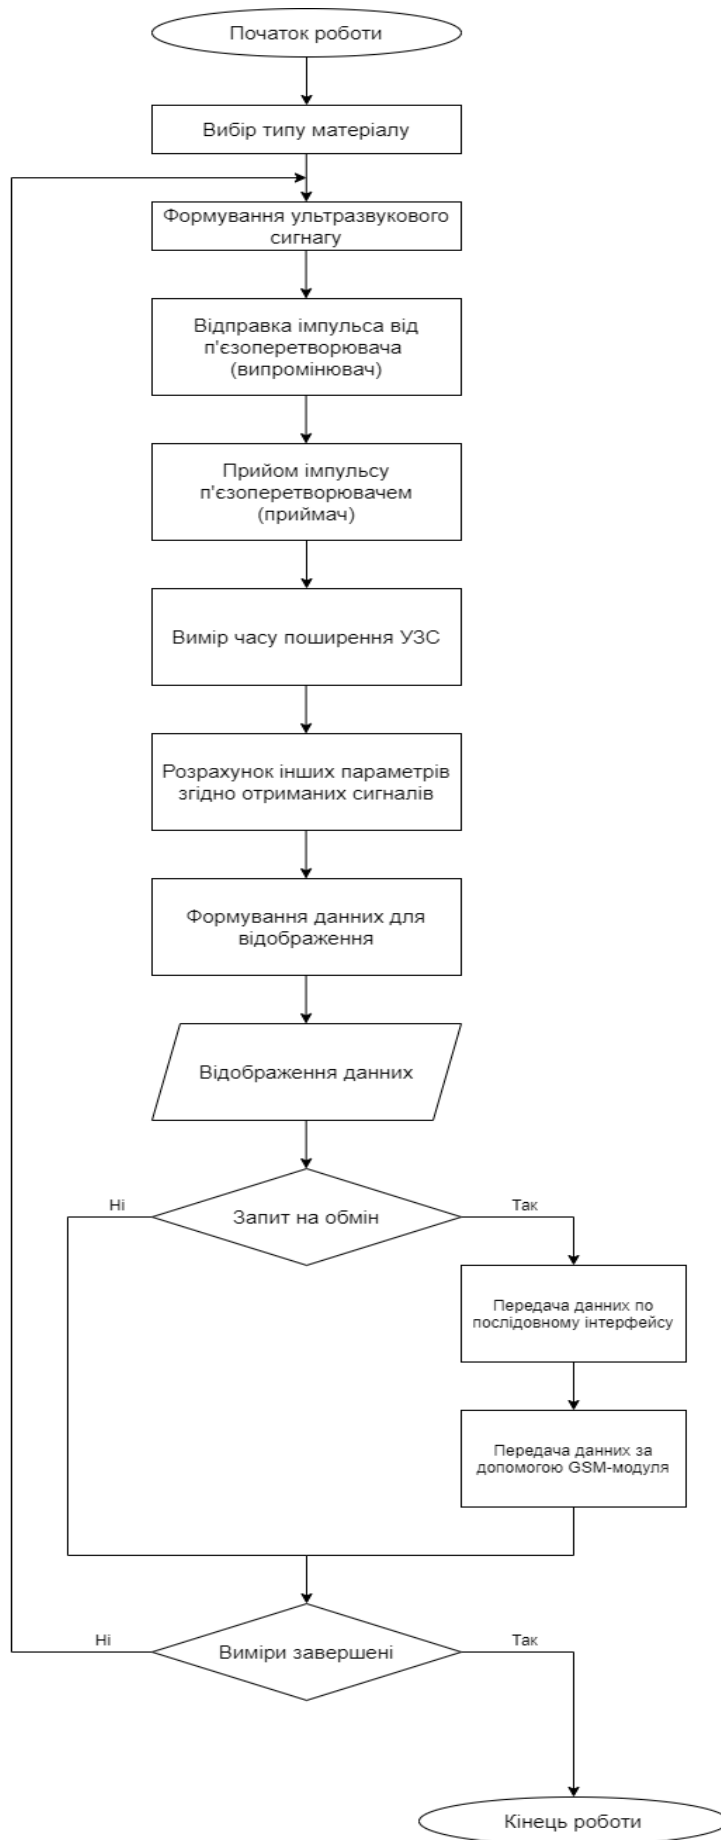 Початок роботи
Вибір типу матеріалу
Формування ультразвукового
сигнагу
Відправка імпульса від
п'єзоперетворювача
(випромінювач)
Прийом імпульсу
п'єзоперетворювачем
(приймач)
Вимір часу поширення УЗС
Розрахунок інших параметрів
згідно отриманих сигналів
Формування данних для
відображення
Відображення данних
Ні
Запит на обмін
Так
Передача данних по
послідовному інтерфейсу
Передача данних за
допомогою GSM-модуля
Ні
Виміри завершені
Так
Кінець роботи